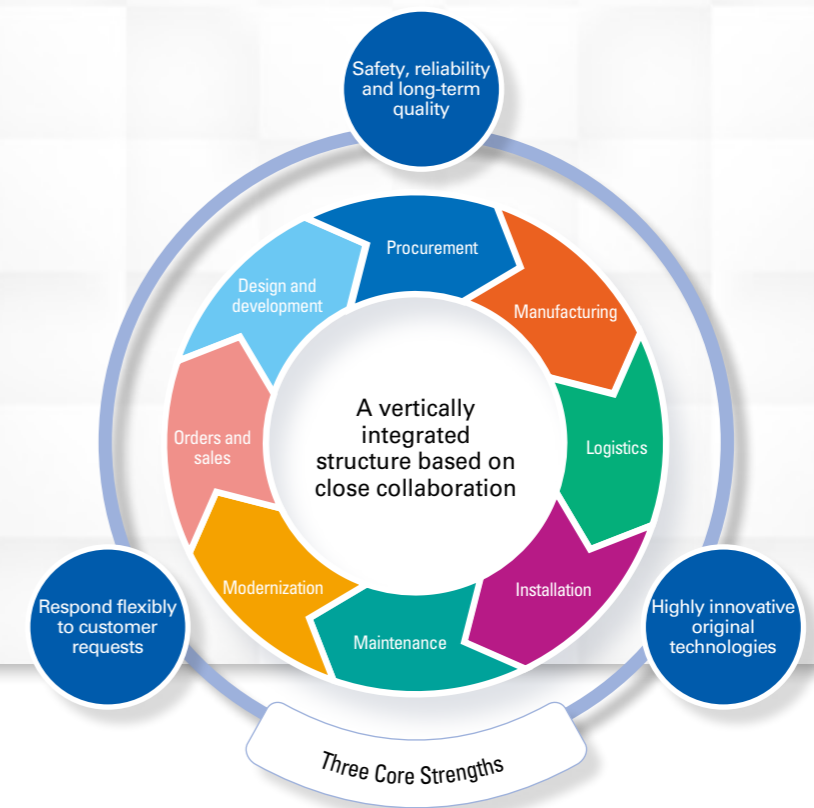 Safety, reliability
and long-term
quality
Procurement
Design and
development
Manufacturing
A vertically
integrated
structure based on
close collaboration
Orders and
sales
Logistics
Modernization
Installation
Maintenance
Respond flexibly
to customer
requests
Highly innovative
original
technologies
Three Core Strengths